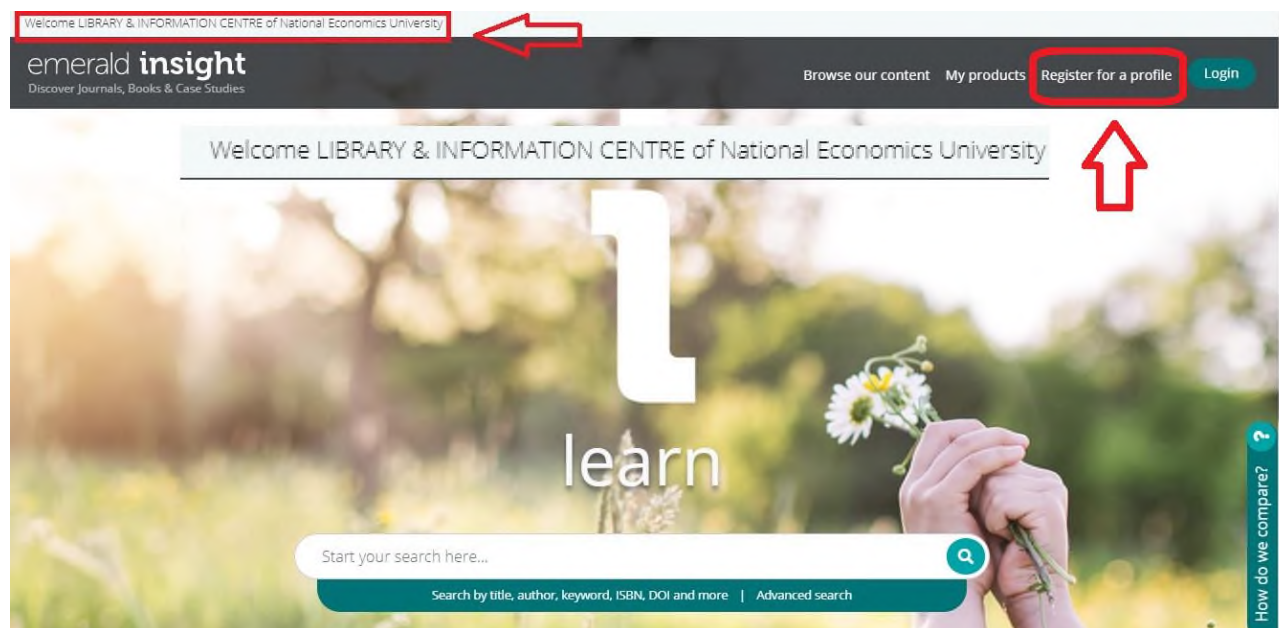 Welcome LIBRARY & INFORMATION CENTRE of National Economics University
emerald insight
Discover Journals, Books & Case Studies
Browse our content My products Register for a profile Login
Welcome LIBRARY & INFORMATION CENTRE of National Economics University
l
learn
Start your search here...
Search by title, author, keyword, ISBN, DOI and more | Advanced search
How do we compare? ?